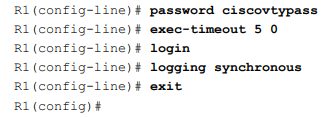 R1(config-line)# password ciscovtypass
R1(config-line)# exec-timeout 5 0
R1(config-line)# login
R1(config-line)# logging synchronous
R1(config-line)# exit
R1(config)#